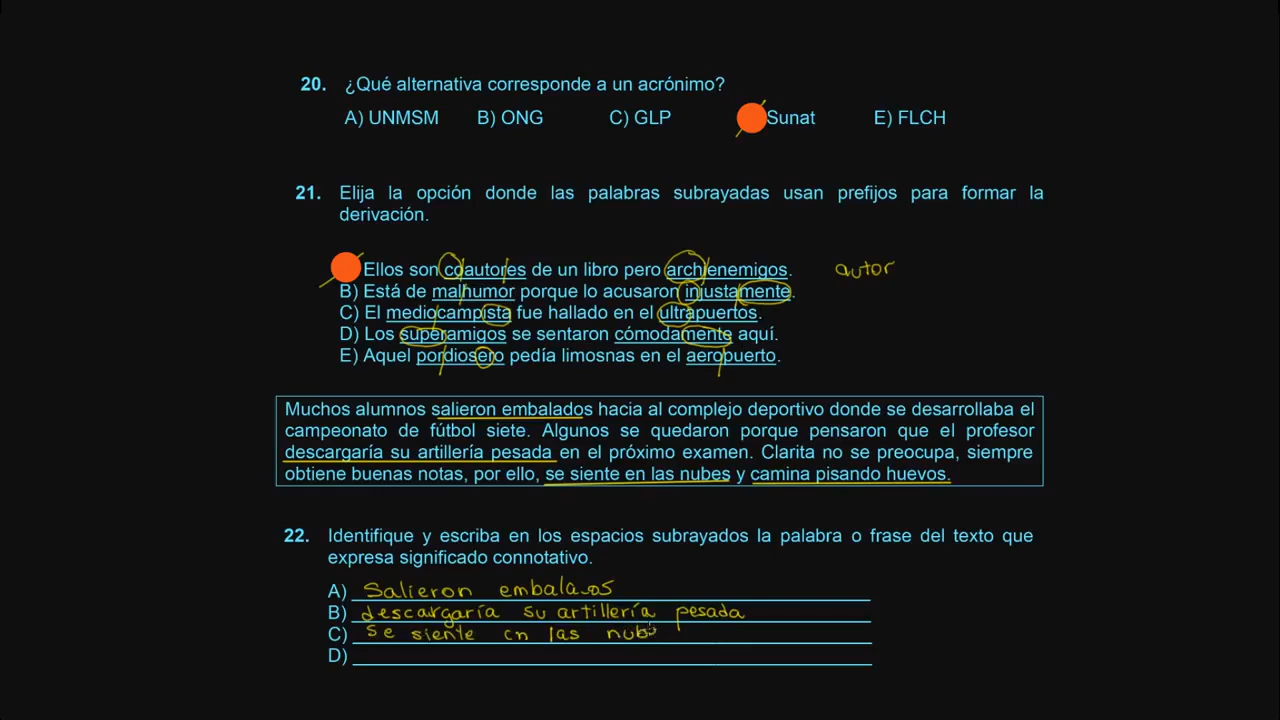 20. ¿Qué alternativa corresponde a un acrónimo?
A) UNMSM B) ONG C) GLP Sunat E) FLCH
21. Elija la opción donde las palabras subrayadas usan prefijos para formar la
derivación.
Ellos son coautores de un libro pero archienemigos. autor
B) Está de malhumor porque lo acusaron injustamente.
C) El mediocampista fue hallado en el ultrapuertos.
D) Los superamigos se sentaron cómodamente aquí.
E) Aquel pordiosero pedía limosnas en el aeropuerto.
Muchos alumnos salieron embalados hacia al complejo deportivo donde se desarrollaba el
campeonato de fútbol siete. Algunos se quedaron porque pensaron que el profesor
descargaría su artillería pesada en el próximo examen. Clarita no se preocupa, siempre
obtiene buenas notas, por ello, se siente en las nubes y camina pisando huevos.
22. Identifique y escriba en los espacios subrayados la palabra o frase del texto que
expresa significado connotativo.
A) Salieron embalados
B) descargaría su artillería pesada
C) Se siente en las nub
D)